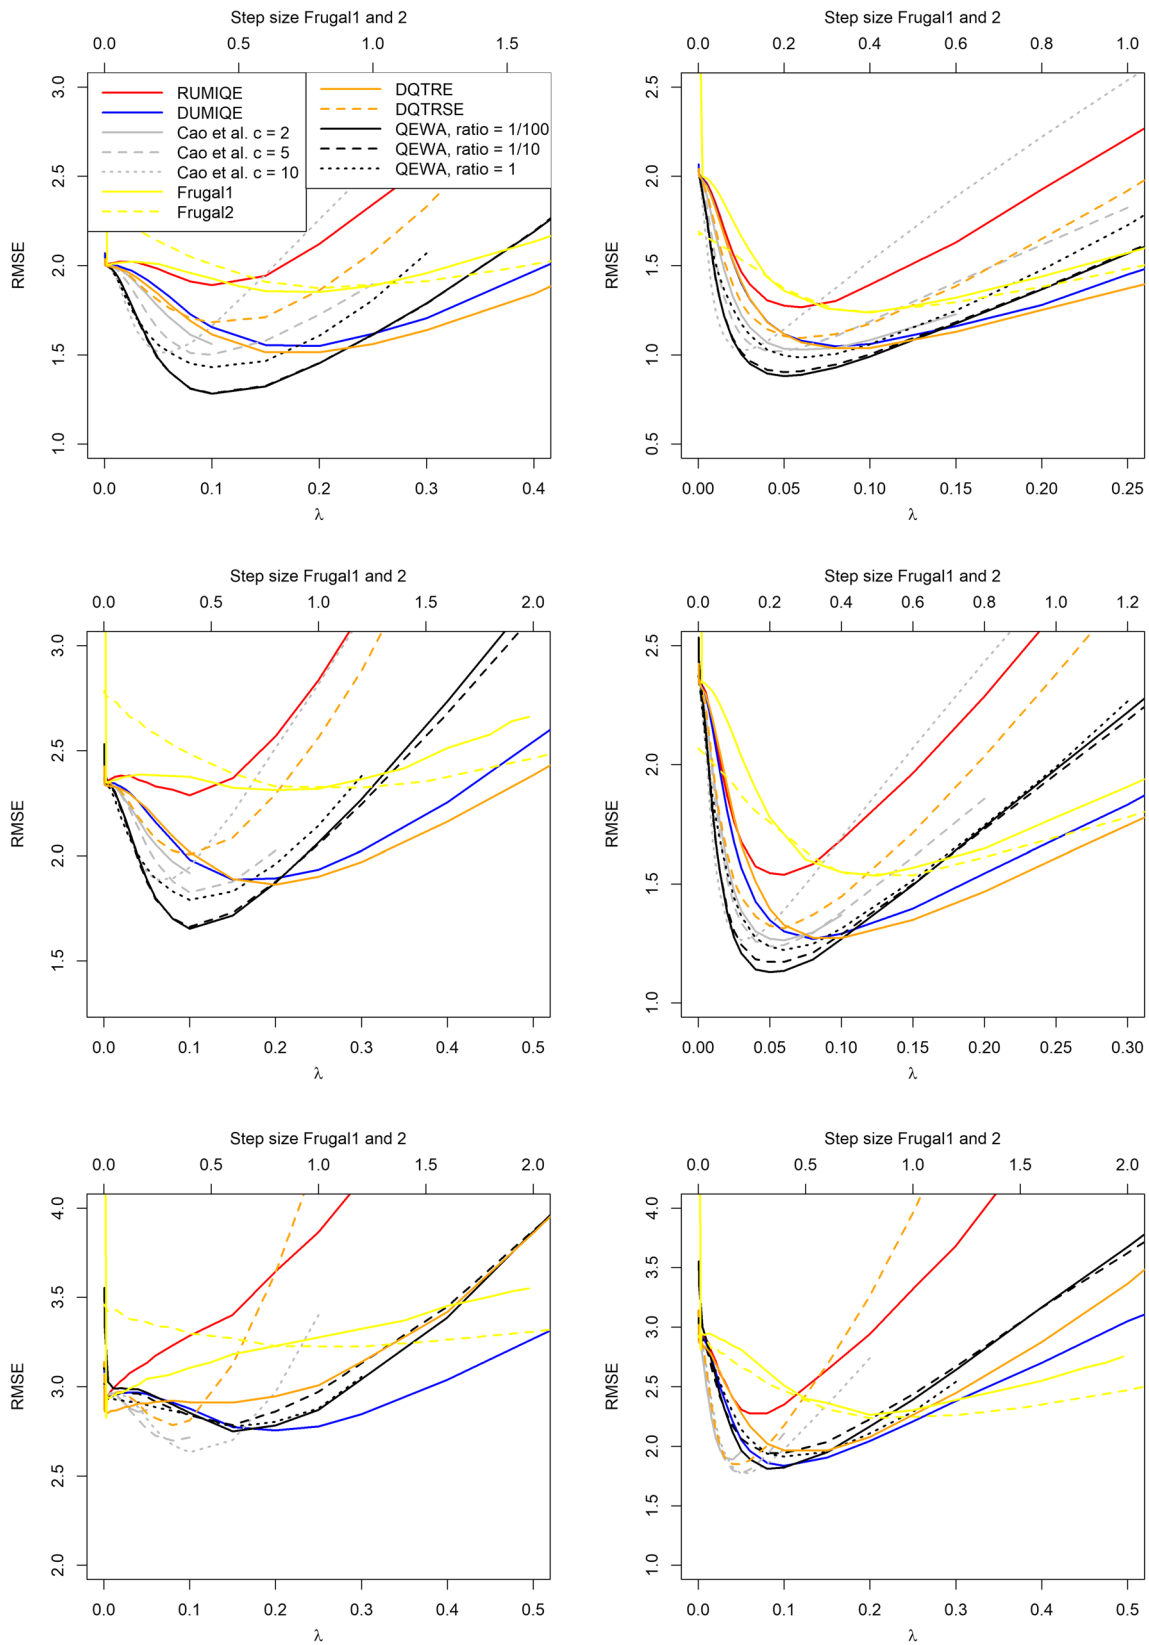 Step size Frugal1 and 2
0.0 0.5 1.0 1.5
RUMIQE
DUMIQE
Cao et al. c = 2
Cao et al. c = 5
Cao et al. c = 10
Frugal1
Frugal2
DQTRE
DQTRSE
QEWA, ratio = 1/100
QEWA, ratio = 1/10
QEWA, ratio = 1
RMSE
3.0
2.5
2.0
1.5
1.0
0.0 0.1 0.2 0.3 0.4
λ
Step size Frugal1 and 2
0.0 0.2 0.4 0.6 0.8 1.0
RMSE
2.5
2.0
1.5
1.0
0.5
0.00 0.05 0.10 0.15 0.20 0.25
λ
Step size Frugal1 and 2
0.0 0.5 1.0 1.5 2.0
RMSE
3.0
2.5
2.0
1.5
0.0 0.1 0.2 0.3 0.4 0.5
λ
Step size Frugal1 and 2
0.0 0.2 0.4 0.6 0.8 1.0 1.2
RMSE
2.5
2.0
1.5
1.0
0.00 0.05 0.10 0.15 0.20 0.25 0.30
λ
Step size Frugal1 and 2
0.0 0.5 1.0 1.5 2.0
RMSE
4.0
3.5
3.0
2.5
2.0
0.0 0.1 0.2 0.3 0.4 0.5
λ
Step size Frugal1 and 2
0.0 0.5 1.0 1.5 2.0
RMSE
4.0
3.5
3.0
2.5
2.0
1.5
1.0
0.0 0.1 0.2 0.3 0.4 0.5
λ